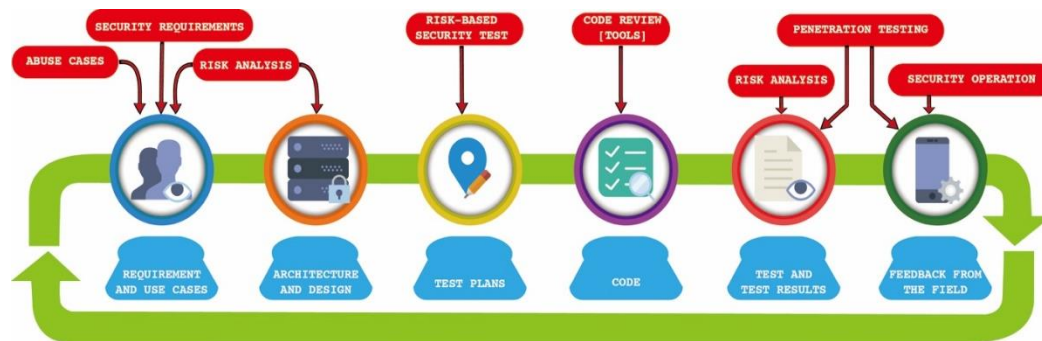 SECURITY REQUIREMENTS
RISK-BASED
SECURITY TEST
CODE REVIEW
[TOOLS]
PENETRATION TESTING
ABUSE CASES
RISK ANALYSIS
RISK ANALYSIS
SECURITY OPERATION
REQUIREMENT
AND USE CASES
ARCHITECTURE
AND DESIGN
TEST PLANS
CODE
TEST AND
TEST RESULTS
FEEDBACK FROM
THE FIELD